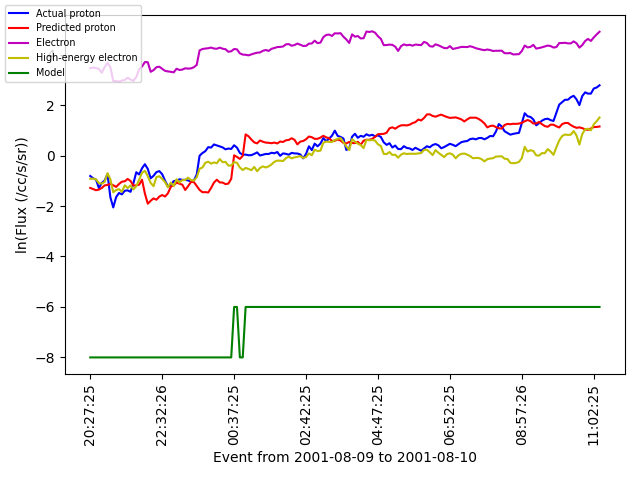 Actual proton
Predicted proton
Electron
High-energy electron
Model
ln(Flux (/cc/s/sr))
2
0
−2
−4
−6
−8
20:27:25
22:32:26
00:37:25
02:42:25
04:47:25
06:52:25
08:57:26
11:02:25
Event from 2001-08-09 to 2001-08-10